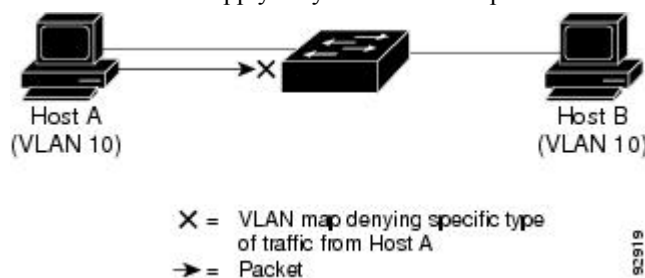 Host A
(VLAN 10)
Host B
(VLAN 10)
X = VLAN map denying specific type
of traffic from Host A
→ = Packet
92919